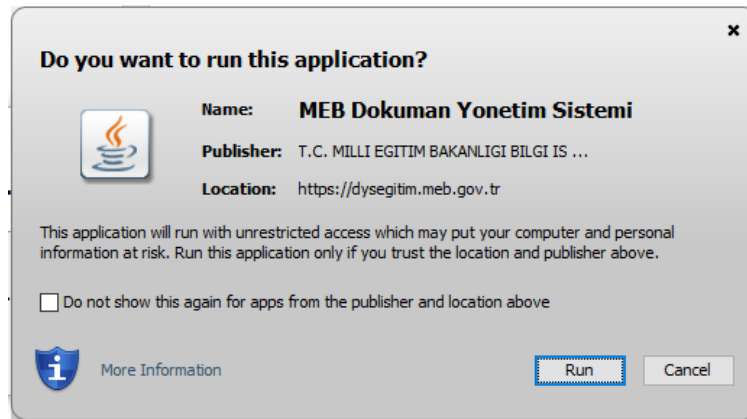 Do you want to run this application?
Name: MEB Dokuman Yonetim Sistemi
Publisher: T.C. MILLI EGITIM BAKANLIGI BILGI IS ...
Location: https://dysegitim.meb.gov.tr
This application will run with unrestricted access which may put your computer and personal
information at risk. Run this application only if you trust the location and publisher above.
Do not show this again for apps from the publisher and location above
More Information
Run Cancel